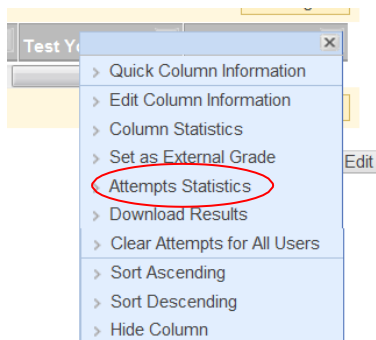 Test Y
Quick Column Information
Edit Column Information
Column Statistics
Set as External Grade
Edit
Attempts Statistics
Download Results
Clear Attempts for All Users
Sort Ascending
Sort Descending
Hide Column